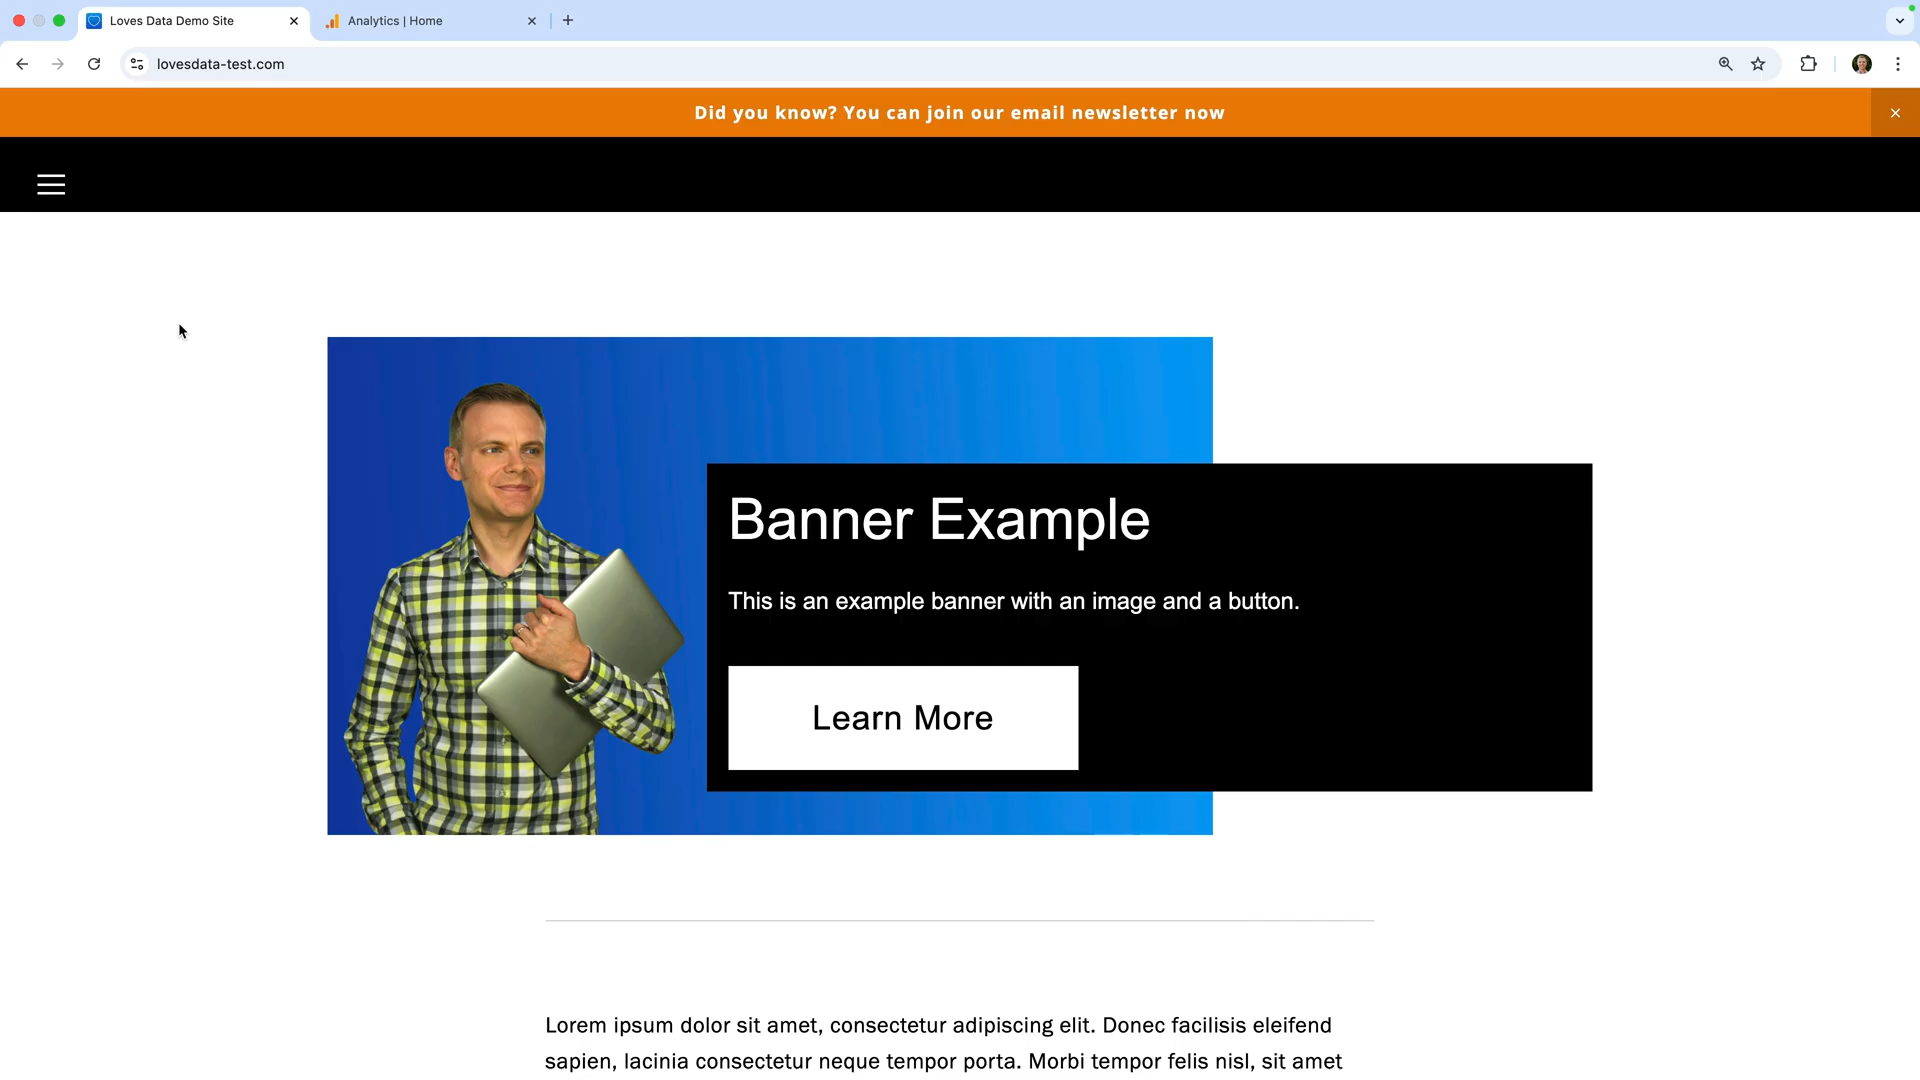 Loves Data Demo Site
Analytics | Home
lovesdata-test.com
Did you know? You can join our email newsletter now
Banner Example
This is an example banner with an image and a button.
Learn More
Lorem ipsum dolor sit amet, consectetur adipiscing elit. Donec facilisis eleifend
sapien, lacinia consectetur neque tempor porta. Morbi tempor felis nisl, sit amet